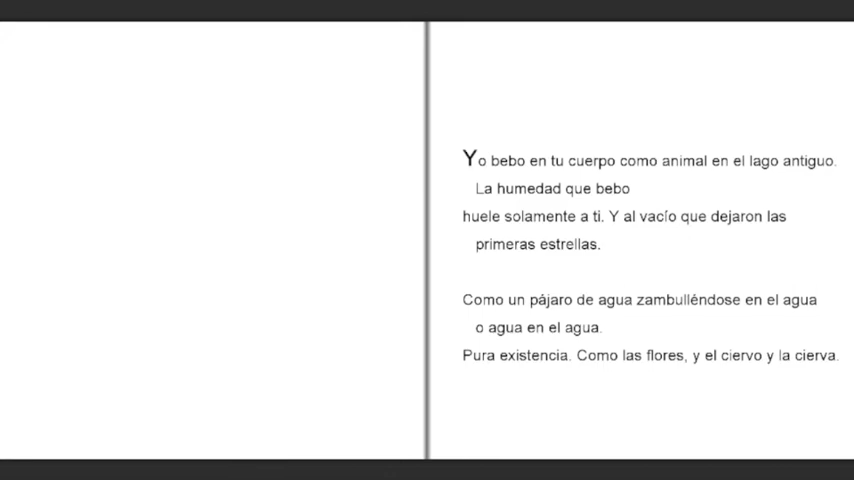 Yo bebo en tu cuerpo como animal en el lago antiguo.
La humedad que bebo
huele solamente a ti. Y al vacío que dejaron las
primeras estrellas.
Como un pájaro de agua zambulléndose en el agua
o agua en el agua.
Pura existencia. Como las flores, y el ciervo y la cierva.